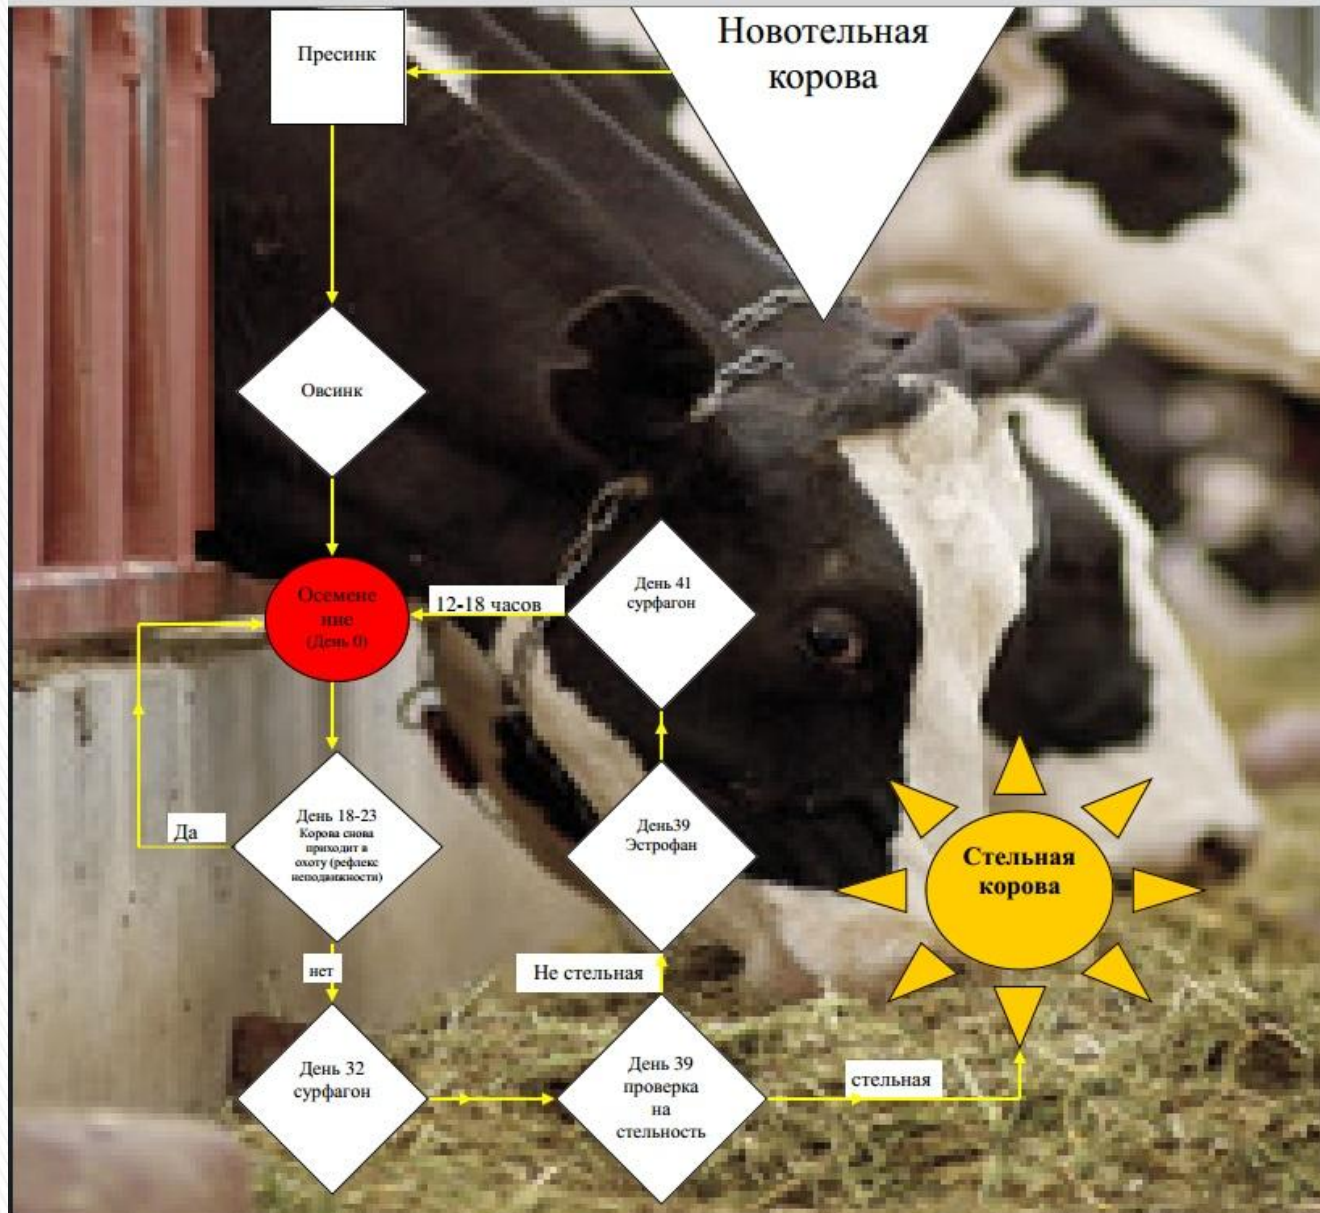 Пресинк
Новотельная
корова
Овсинк
Осемене
ние
(День 0)
12-18 часов
День 41
сурфагон
День 18-23
Корова снова
приходит в
охоту (рефлекс
неподвижности)
Да
День39
Эстрофан
Стельная
корова
нет
Не стельная
День 32
сурфагон
День 39
проверка
на
стельность
стельная